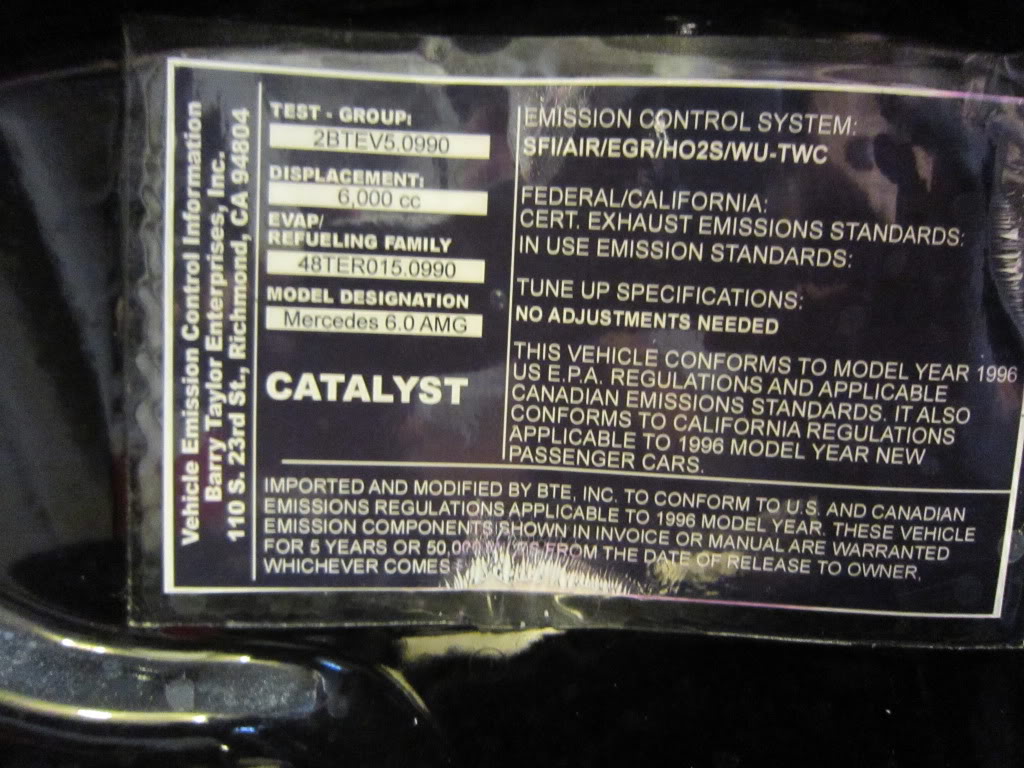 Vehicle Emission Control Information
Barry Taylor Enterprises, Inc.
110 S. 23rd St., Richmond, CA 94804
TEST - GROUP:
2BTEV5.0990
DISPLACEMENT:
6,000 cc
EVAP/
REFUELING FAMILY
48TER015.0990
MODEL DESIGNATION
Mercedes 6.0 AMG
CATALYST
EMISSION CONTROL SYSTEM:
SFI/AIR/EGR/HO2S/WU-TWC
FEDERAL/CALIFORNIA:
CERT. EXHAUST EMISSIONS STANDARDS:
IN USE EMISSION STANDARDS:
TUNE UP SPECIFICATIONS:
NO ADJUSTMENTS NEEDED
THIS VEHICLE CONFORMS TO MODEL YEAR 1996
US E.P.A. REGULATIONS AND APPLICABLE
CANADIAN EMISSIONS STANDARDS. IT ALSO
CONFORMS TO CALIFORNIA REGULATIONS
APPLICABLE TO 1996 MODEL YEAR NEW
PASSENGER CARS.
IMPORTED AND MODIFIED BY BTE, INC. TO CONFORM TO U.S. AND CANADIAN
EMISSIONS REGULATIONS APPLICABLE TO 1996 MODEL YEAR. THESE VEHICLE
EMISSION COMPONENTS SHOWN IN INVOICE OR MANUAL ARE WARRANTED
FOR 5 YEARS OR FROM THE DATE OF RELEASE TO OWNER,
WHICHEVER COMES